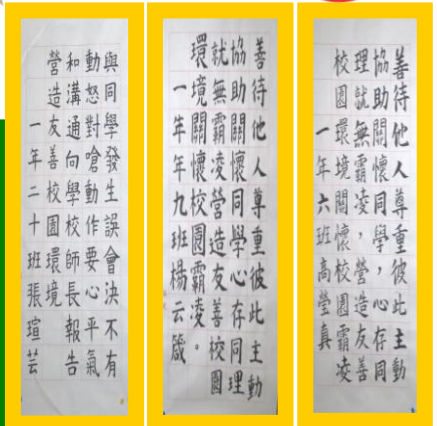 善待他人尊重彼此主動
協助關懷同學，心存同
理就無霸凌，營造友善
校園環境關懷校園霸凌
一年六班高瑩真
善待他人尊重彼此主動
協助關懷同學心存同理
就無霸凌營造友善校園
環境關懷校園霸凌。
一年年九班楊云
與同學發生誤會決不有
動怒對嗆動作要心平氣
和溝通向學校師長報告
營造友善校園環境
一年二十班張瑄芸